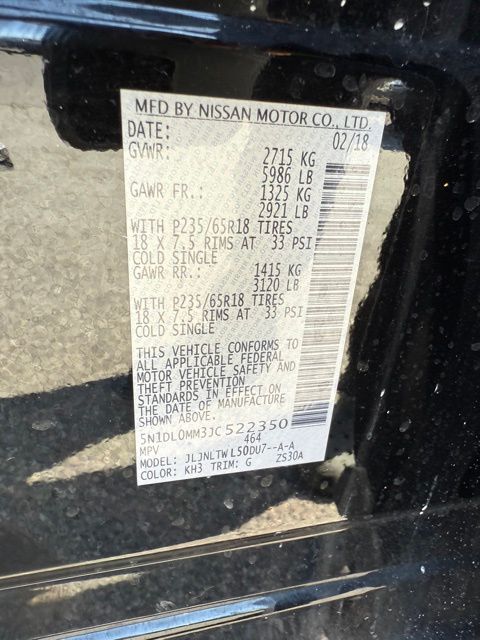 MFD BY NISSAN MOTOR CO., LTD.
DATE: 02/18
GVWR: 2715 KG
5986 LB
GAWR FR.: 1325 KG
2921 LB
WITH P235/65R18 TIRES
18 X 7.5 RIMS AT 33 PSI
COLD SINGLE
GAWR RR.: 1415 KG
3120 LB
WITH P235/65R18 TIRES
18 X 7.5 RIMS AT 33 PSI
COLD SINGLE
THIS VEHICLE CONFORMS TO
ALL APPLICABLE FEDERAL
MOTOR VEHICLE SAFETY AND
THEFT PREVENTION
STANDARDS IN EFFECT ON
THE DATE OF MANUFACTURE
SHOWN ABOVE.
5N1DL0MM3JC522350
MPV 464
MODEL: JLJNLTWL50DU7--A-A
COLOR: KH3 TRIM: G ZS30A